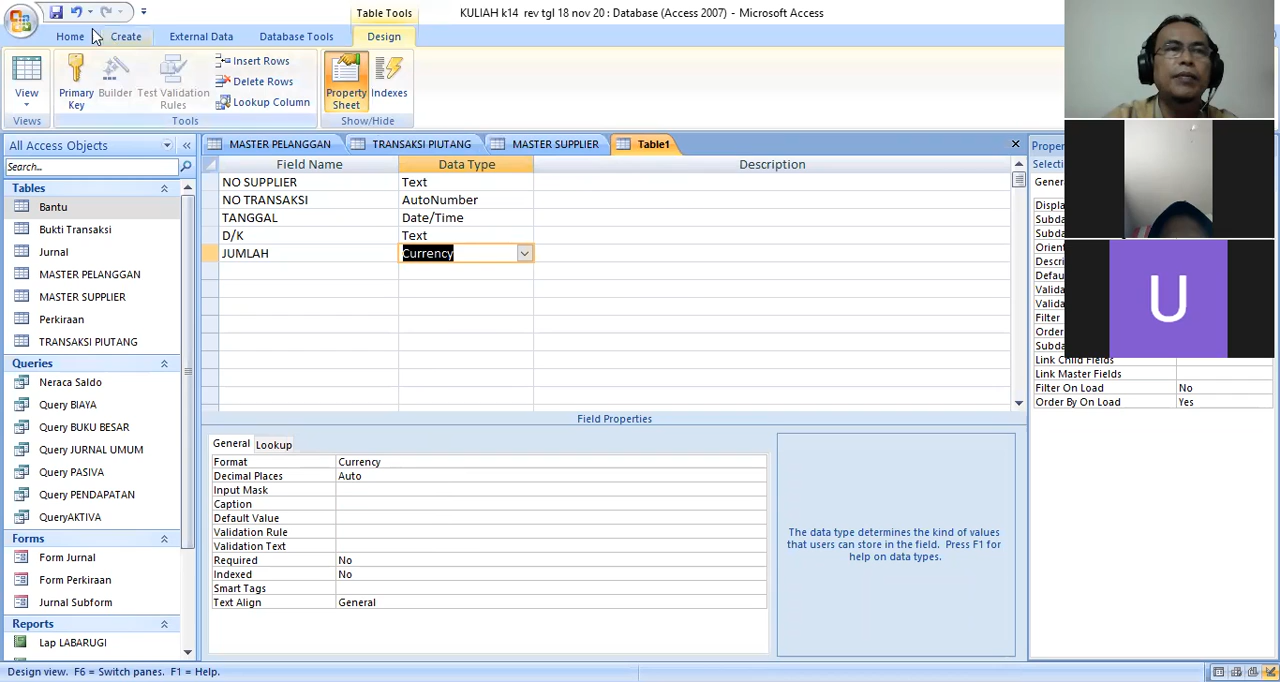 Table Tools
KULIAH k14 rev tgl 18 nov 20 : Database (Access 2007) - Microsoft Access
Home
Create
External Data
Database Tools
Design
View
Primary Key
Builder
Test Validation Rules
Insert Rows
Delete Rows
Lookup Column
Property Sheet
Indexes
Views
Tools
Show/Hide
All Access Objects
Search...
Tables
Bantu
Bukti Transaksi
Jurnal
MASTER PELANGGAN
MASTER SUPPLIER
Perkiraan
TRANSAKSI PIUTANG
Queries
Neraca Saldo
Query BIAYA
Query BUKU BESAR
Query JURNAL UMUM
Query PASIVA
Query PENDAPATAN
QueryAKTIVA
Forms
Form Jurnal
Form Perkiraan
Jurnal Subform
Reports
Lap LABARUGI
MASTER PELANGGAN
TRANSAKSI PIUTANG
MASTER SUPPLIER
Table1
Field Name Data Type Description
NO SUPPLIER Text
NO TRANSAKSI AutoNumber
TANGGAL Date/Time
D/K Text
JUMLAH Currency
Field Properties
General Lookup
Format Currency
Decimal Places Auto
Input Mask
Caption
Default Value
Validation Rule
Validation Text
Required No
Indexed No
Smart Tags
Text Align General
The data type determines the kind of values
that users can store in the field. Press F1 for
help on data types.
U
Link Child Fields
Link Master Fields
Filter On Load No
Order By On Load Yes
Design view. F6 = Switch panes. F1 = Help.